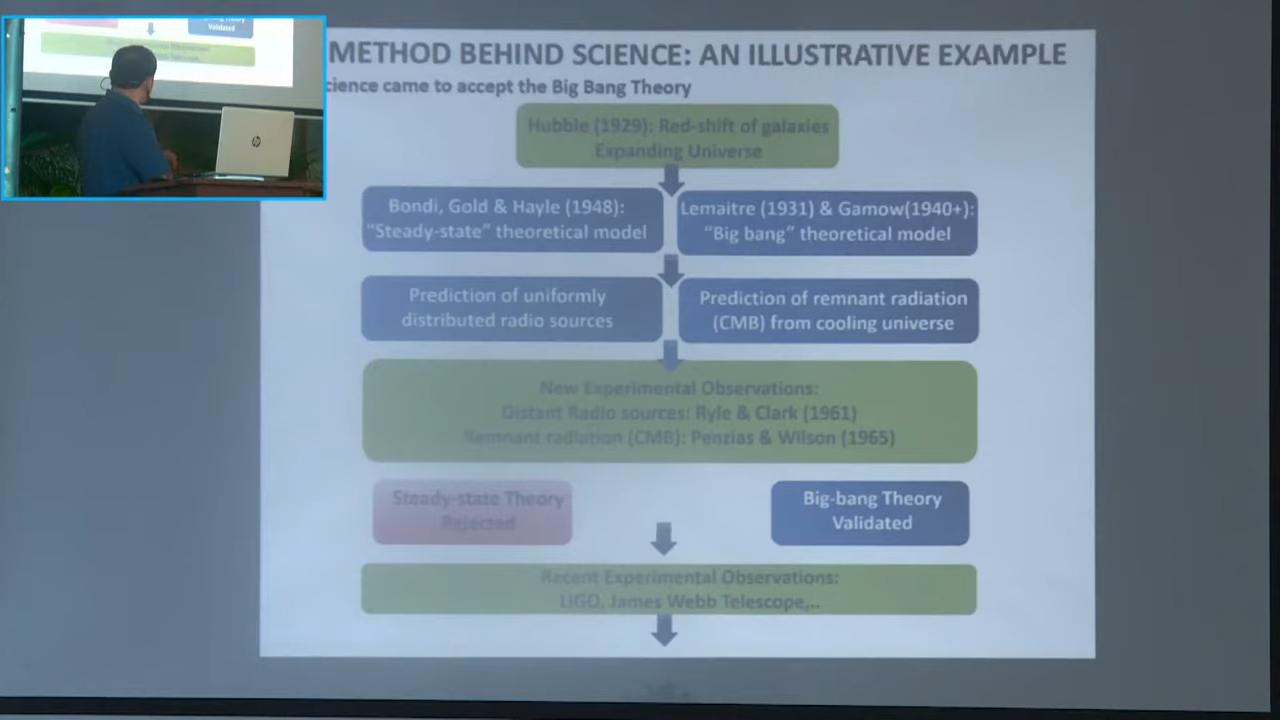 Validated
METHOD BEHIND SCIENCE: AN ILLUSTRATIVE EXAMPLE
came to accept the Big Bang Theory
Hubble (1929): Red-shift of galaxies
Expanding Universe
Bondi, Gold & Hayle (1948):
“Steady-state” theoretical model
Lemaitre (1931) & Gamow(1940+):
“Big bang” theoretical model
Prediction of uniformly
distributed radio sources
Prediction of remnant radiation
(CMB) from cooling universe
New Experimental Observations:
Distant Radio sources: Ryle & Clark (1961)
Remnant radiation (CMB): Penzias & Wilson (1965)
Steady-state Theory
Rejected
Big-bang Theory
Validated
Recent Experimental Observations:
LIGO, James Webb Telescope,..
hp